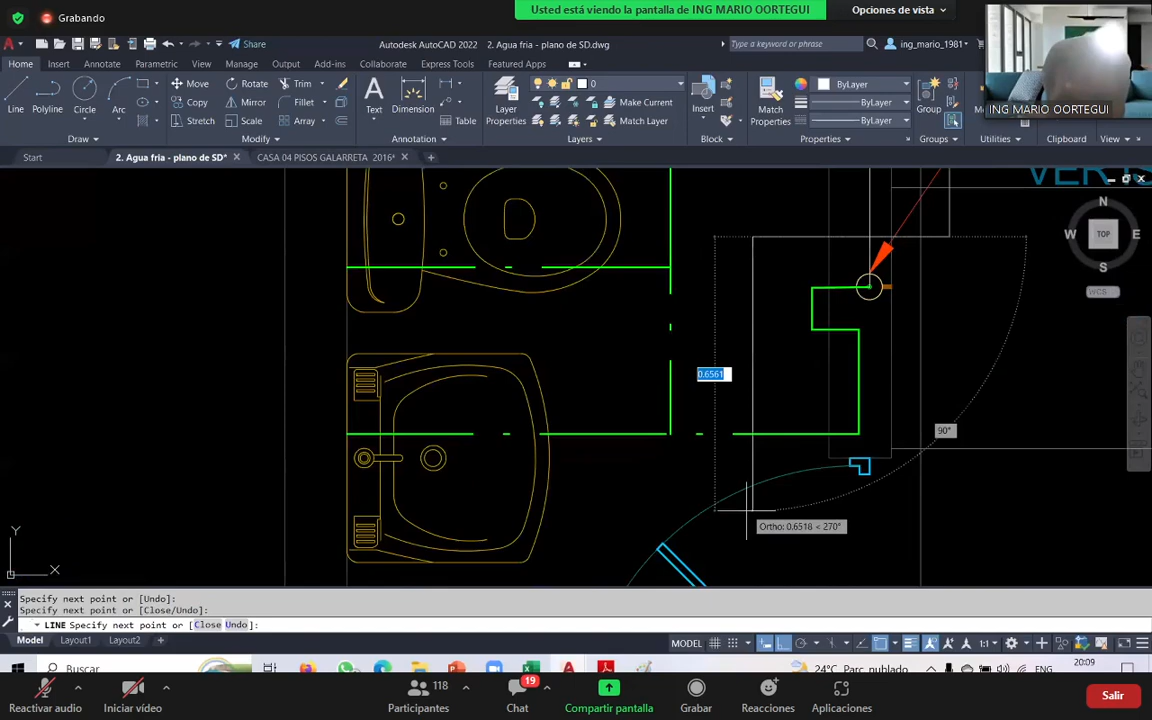 Grabando
Usted está viendo la pantalla de ING MARIO OORTEGUI
Opciones de vista
Share
Autodesk AutoCAD 2022
2. Agua fria - plano de SD.dwg
Type a keyword or phrase
ing_mario_1981
Home
Insert
Annotate
Parametric
View
Manage
Output
Add-ins
Collaborate
Express Tools
Featured Apps
Line
Polyline
Circle
Arc
Move
Rotate
Trim
Copy
Mirror
Fillet
Stretch
Scale
Array
Text
Dimension
Table
Layer Properties
0
Make Current
Match Layer
Insert
Match Properties
ByLayer
ByLayer
ByLayer
Group
ING MARIO OORTEGUI
Draw
Modify
Annotation
Layers
Block
Properties
Groups
Utilities
Clipboard
View
Start
2. Agua fria - plano de SD*
CASA 04 PISOS GALARRETA 2016*
N
W
TOP
E
S
WCS
0.6561
90°
Ortho: 0.6518 < 270°
Y
X
Specify next point or [Undo]:
Specify next point or [Close/Undo]:
LINE Specify next point or [Close Undo]:
Model
Layout1
Layout2
MODEL
1:1
Buscar
24°C Parc. nublado
ENG
20:09
118
19
Reactivar audio
Iniciar vídeo
Participantes
Chat
Compartir pantalla
Grabar
Reacciones
Aplicaciones
Salir